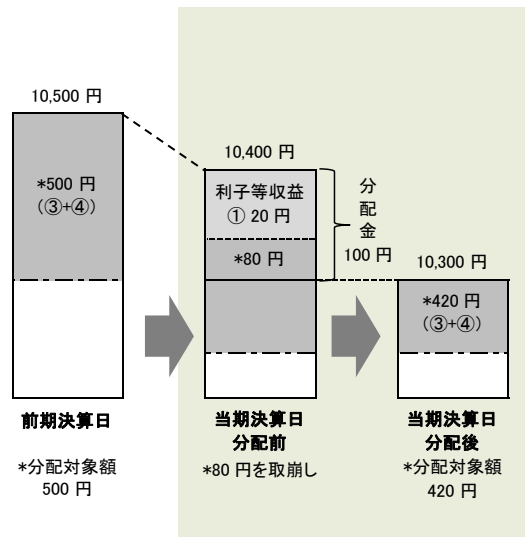 10,500 円
*500 円
(③+④)
前期決算日
*分配対象額
500 円
10,400 円
利子等収益
① 20 円
*80 円
分
配
金
100 円
当期決算日
分配前
*80 円を取崩し
10,300 円
*420 円
(③+④)
当期決算日
分配後
*分配対象額
420 円